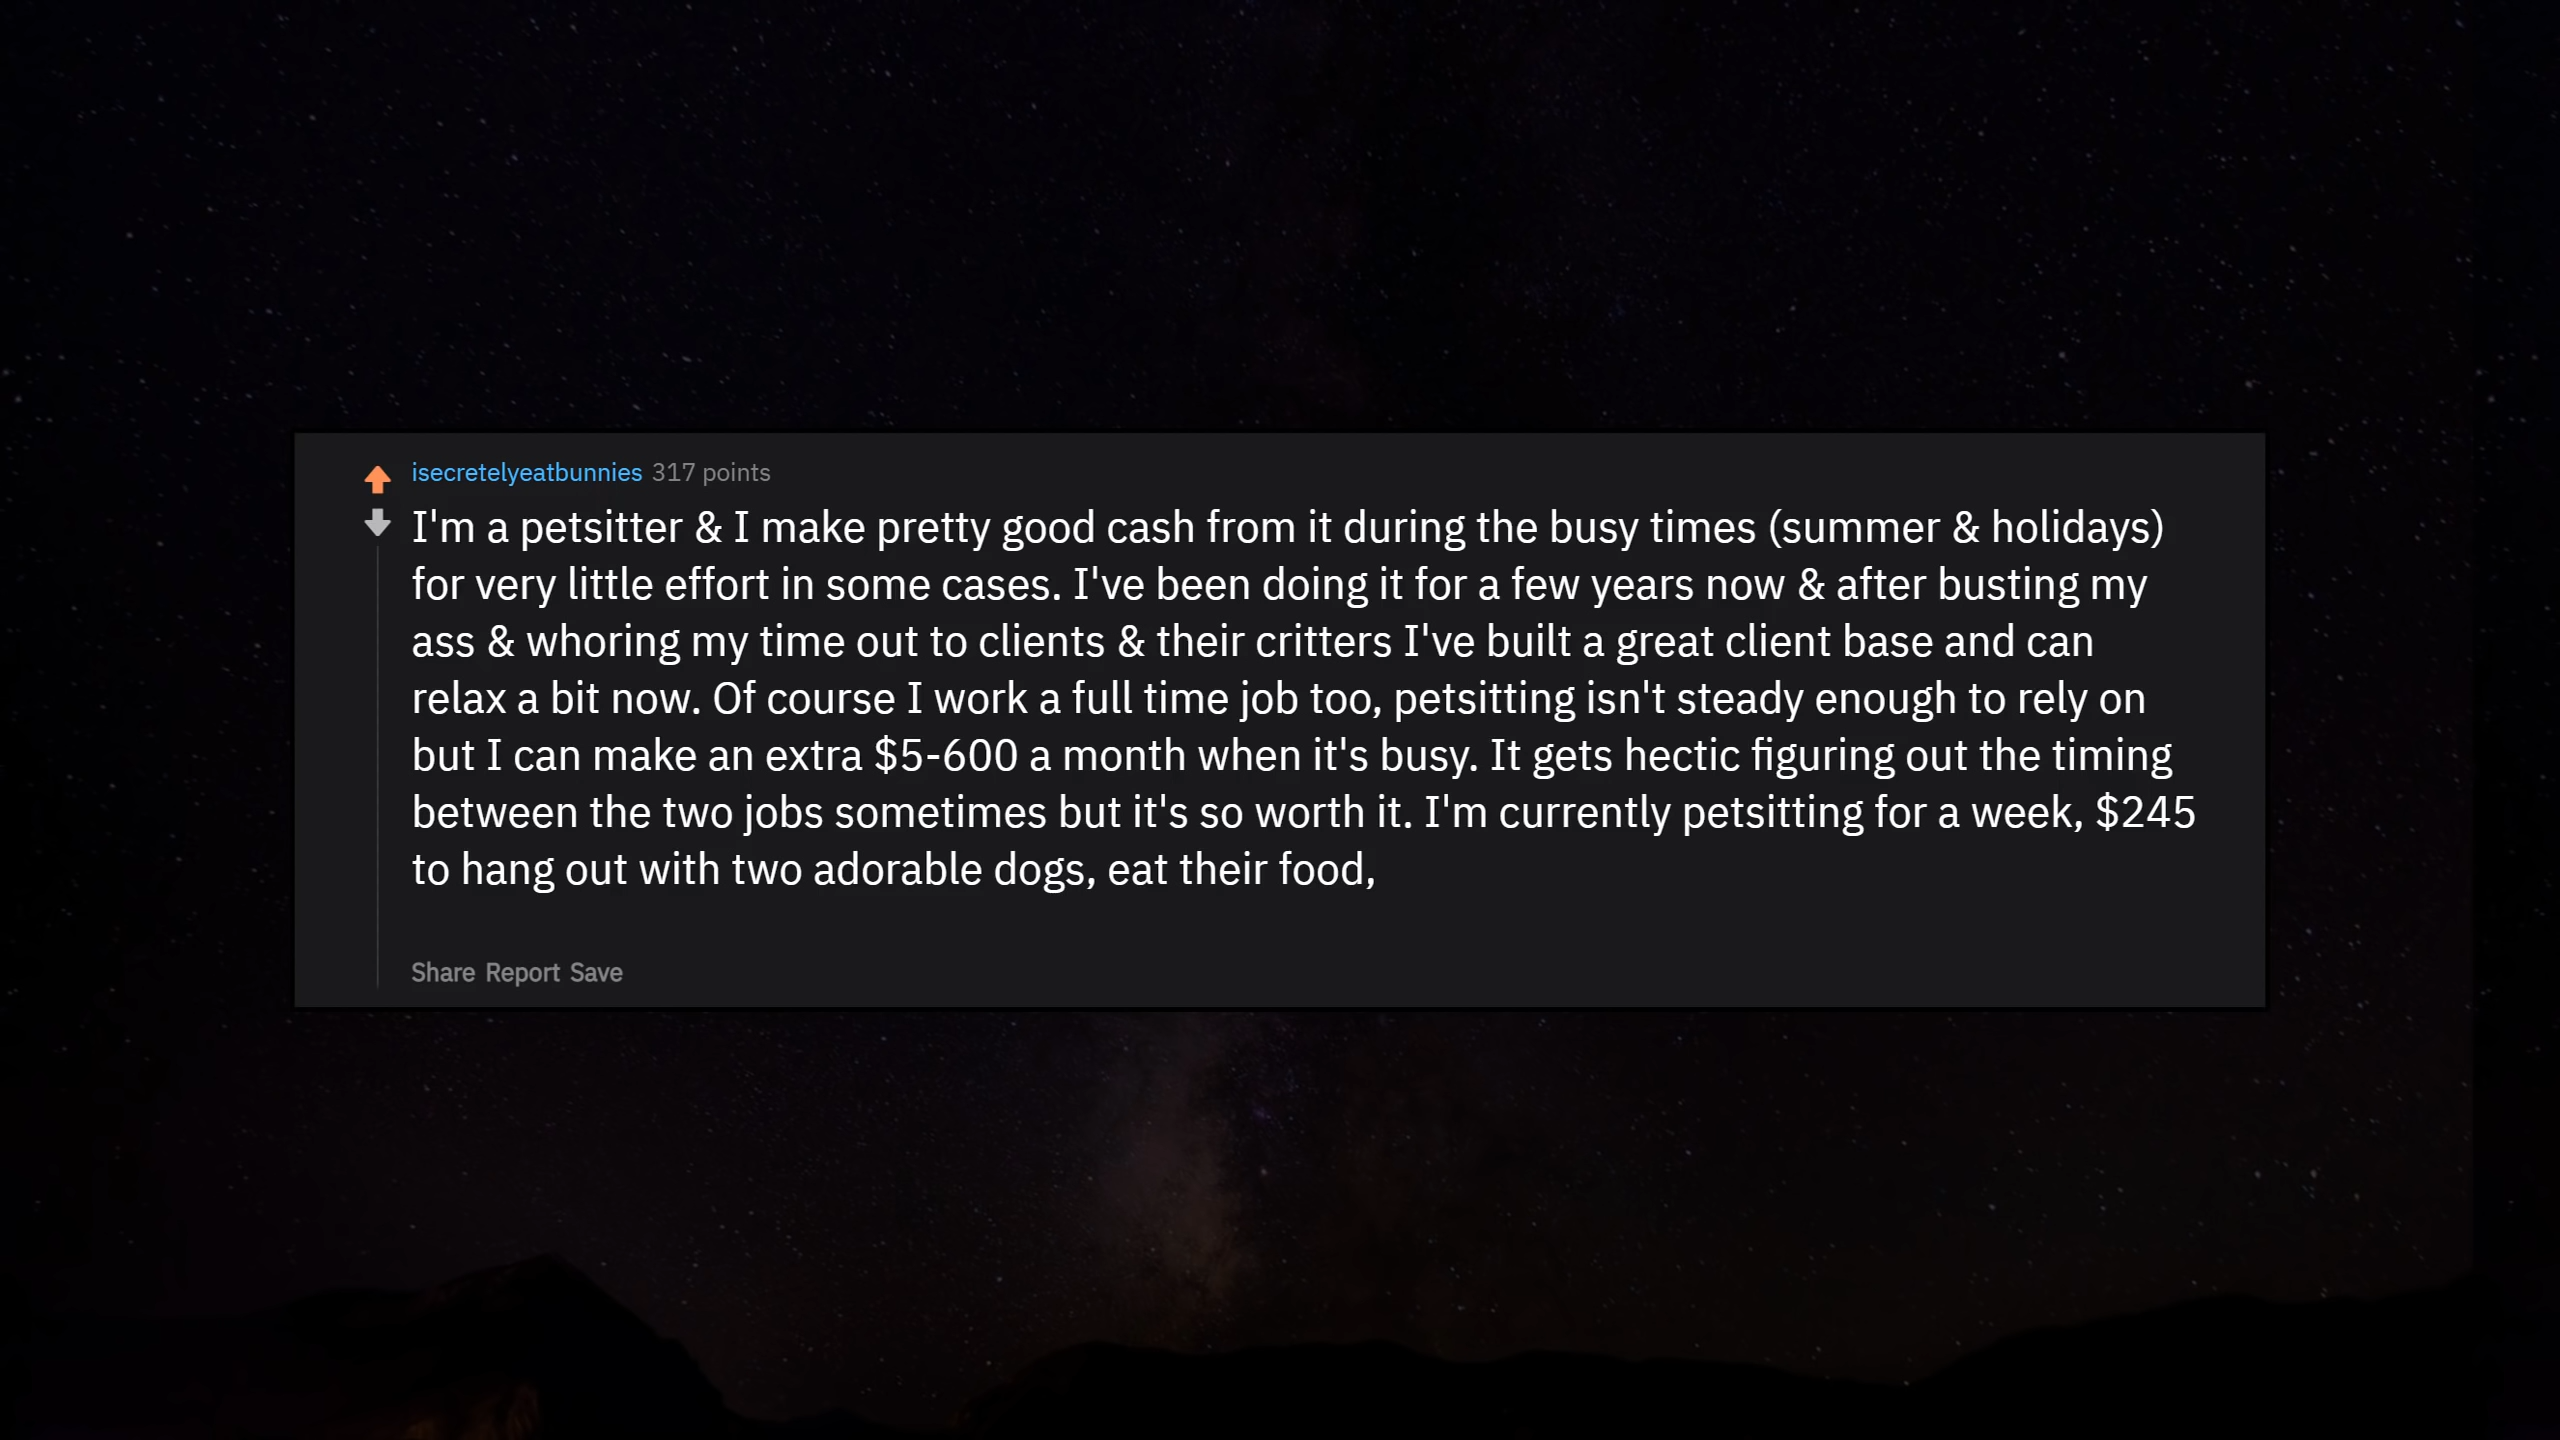 isecretelyeatbunnies 317 points
I'm a petsitter & I make pretty good cash from it during the busy times (summer & holidays)
for very little effort in some cases. I've been doing it for a few years now & after busting my
ass & whoring my time out to clients & their critters I've built a great client base and can
relax a bit now. Of course I work a full time job too, petsitting isn't steady enough to rely on
but I can make an extra $5-600 a month when it's busy. It gets hectic figuring out the timing
between the two jobs sometimes but it's so worth it. I'm currently petsitting for a week, $245
to hang out with two adorable dogs, eat their food,
Share Report Save